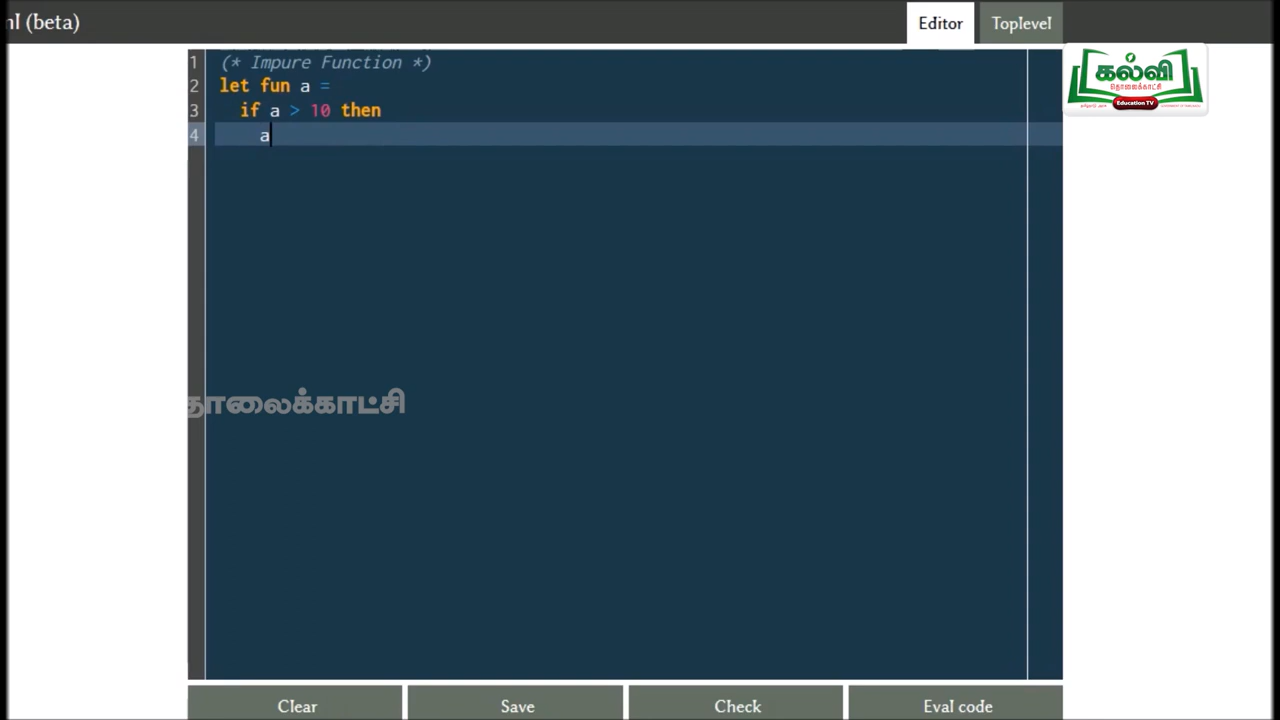 ml (beta)
Editor
Toplevel
கல்வி
தொலைக்காட்சி
Education TV
1 (* Impure Function *)
2 let fun a =
3 if a > 10 then
4 a
தொலைக்காட்சி
Clear
Save
Check
Eval code